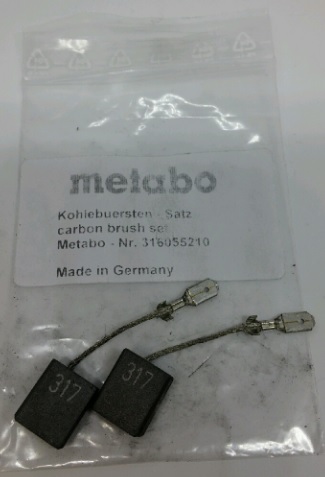 metabo
Kohlebuersten - Satz
carbon brush set
Metabo - Nr. 316055210
Made in Germany
317
317